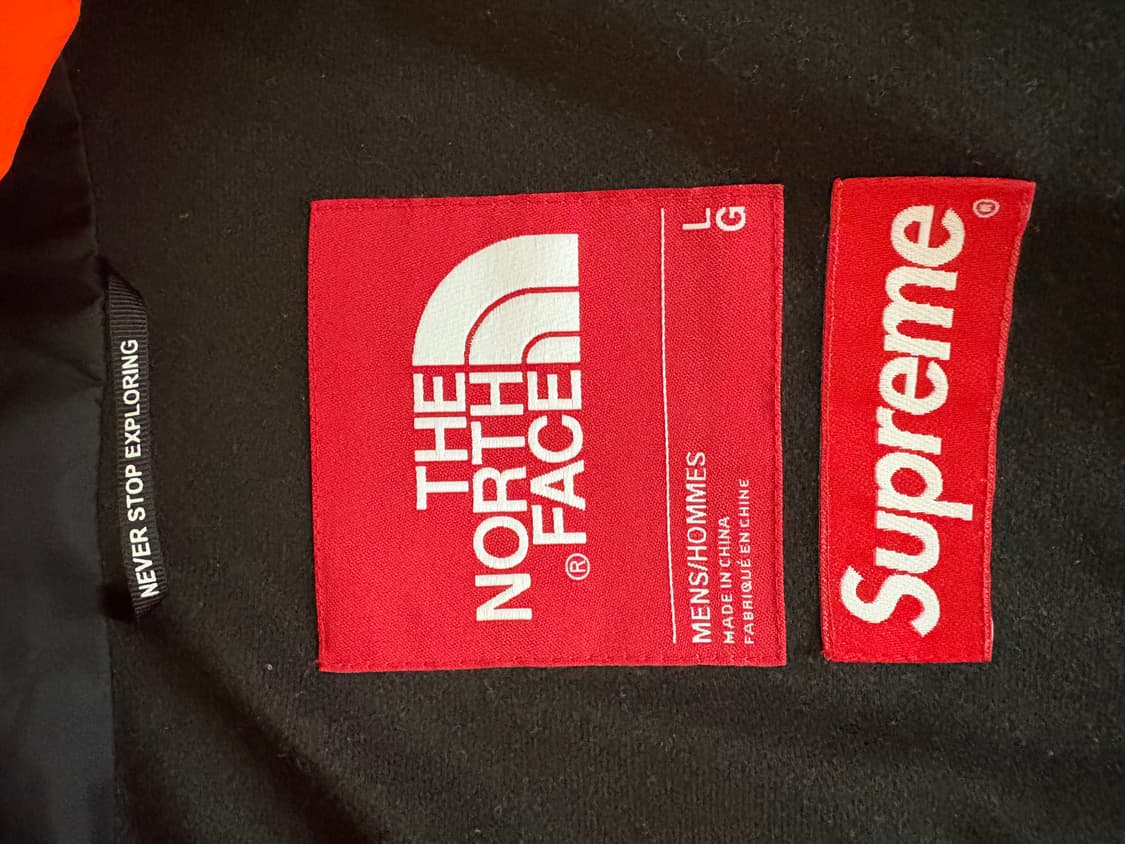 NEVER STOP EXPLORING
THE
NORTH
FACE
®
L
G
MENS/HOMMES
MADE IN CHINA
FABRIQUÉ EN CHINE
Supreme
®